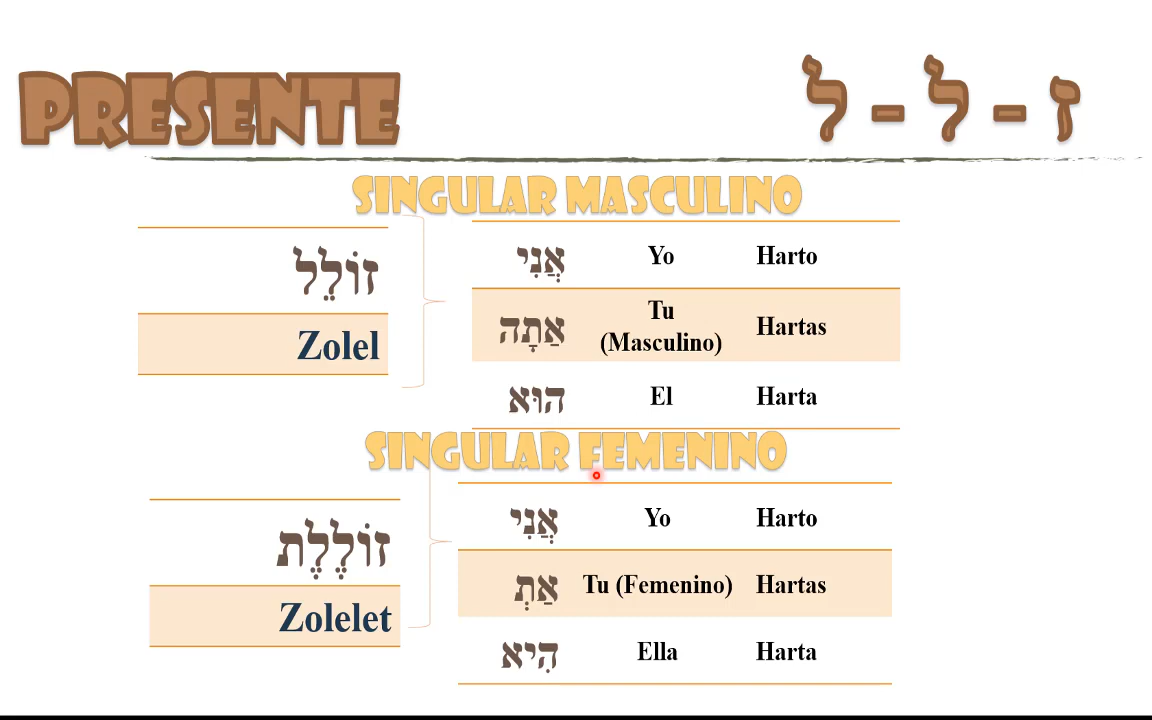 PRESENTE
ז - ל - ל
SINGULAR MASCULINO
זוֹלֵל
Zolel
אֲנִי Yo Harto
אַתָה Tu (Masculino) Hartas
הוּא El Harta
SINGULAR FEMENINO
זוֹלֶלֶת
Zolelet
אֲנִי Yo Harto
אַתְ Tu (Femenino) Hartas
הִיא Ella Harta